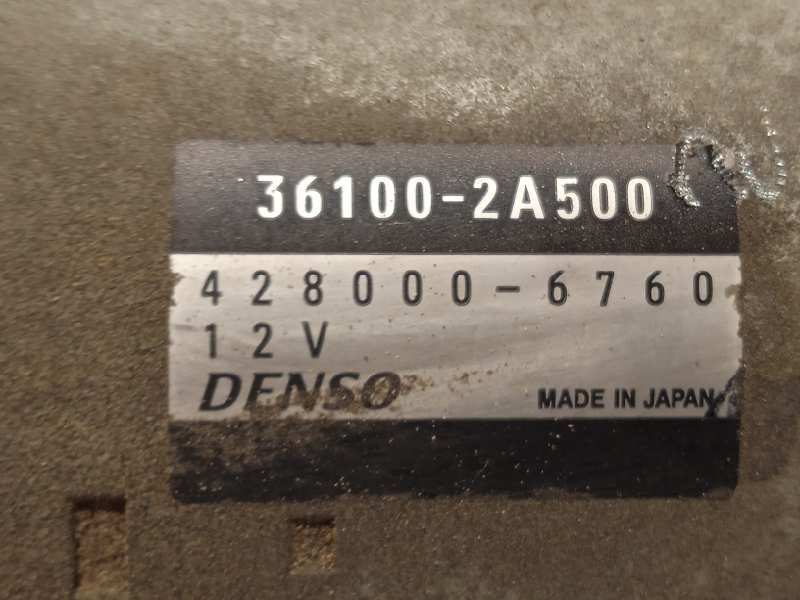 36100-2A500
428000-6760
12V
DENSO MADE IN JAPAN